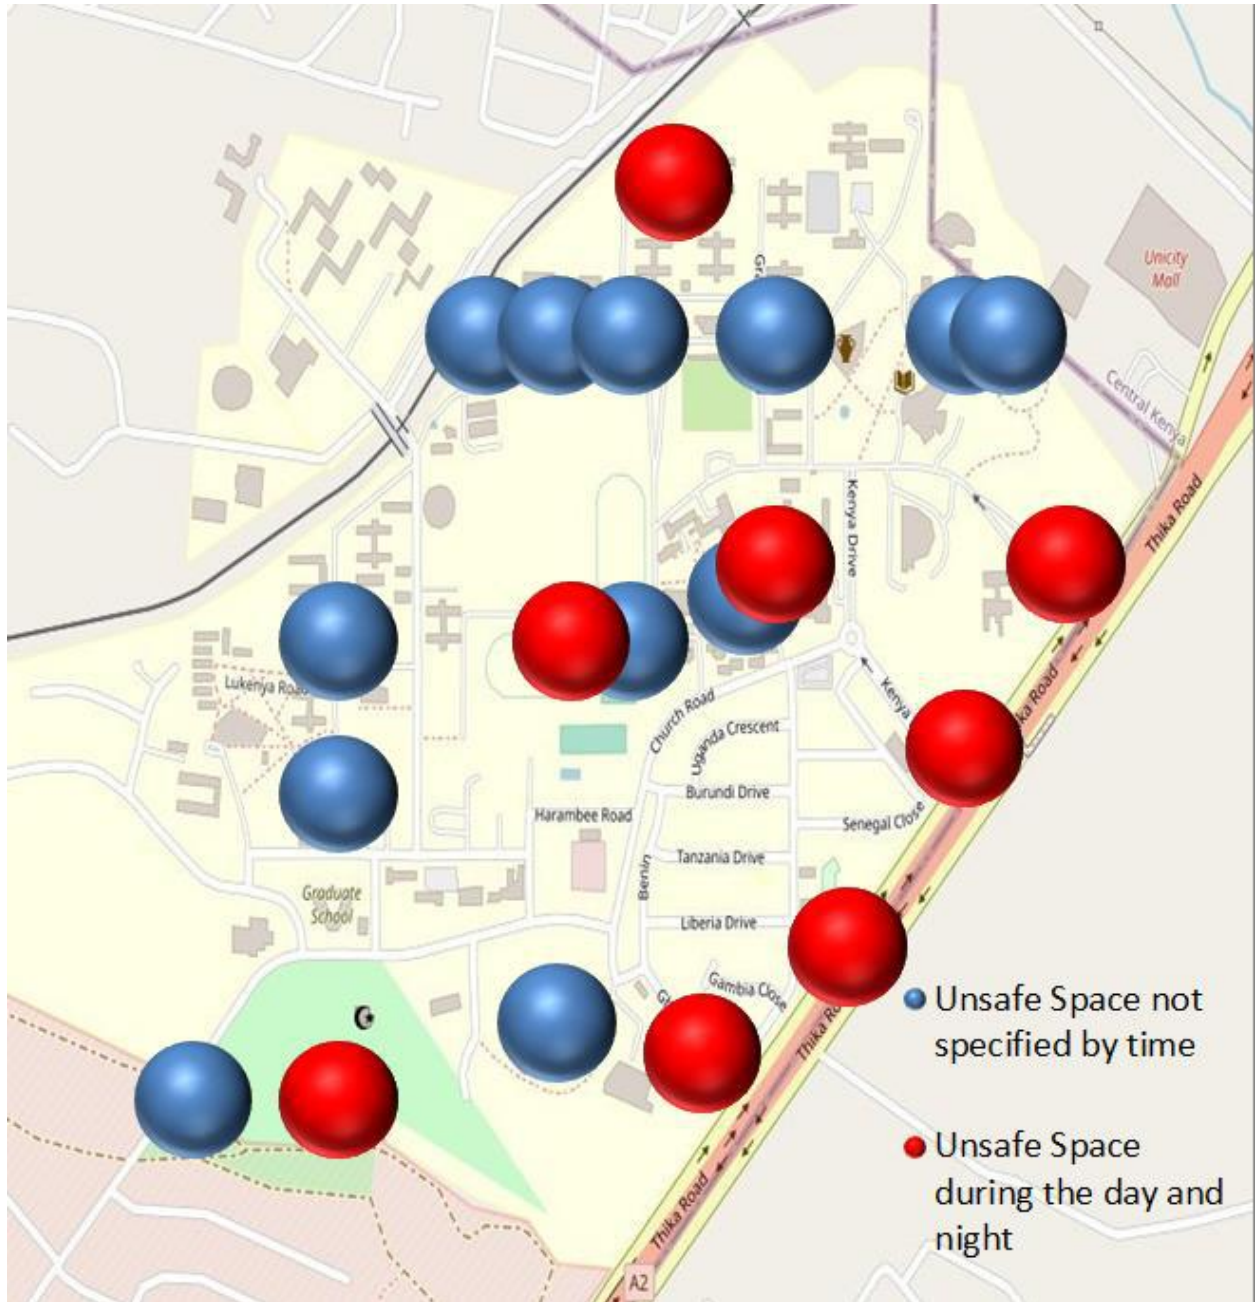 Unicity
Mall
Central Kenya
Thika Road
Kenya Drive
Lukenya Road
Church Road
Kenya
Uganda Crescent
Burundi Drive
Harambee Road
Senegal Close
Tanzania Drive
Benin
Graduate
School
Liberia Drive
Gambia Close
Unsafe Space not
specified by time
Unsafe Space
during the day and
night
Thika Road
A2